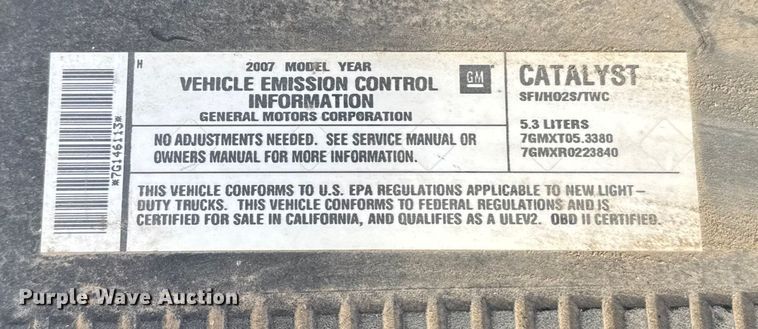 *7G146113*
H
2007 MODEL YEAR
VEHICLE EMISSION CONTROL
INFORMATION
GENERAL MOTORS CORPORATION
GM
CATALYST
SFI/HO2S/TWC
5.3 LITERS
7GMXT05.3380
7GMXR0223840
NO ADJUSTMENTS NEEDED. SEE SERVICE MANUAL OR
OWNERS MANUAL FOR MORE INFORMATION.
THIS VEHICLE CONFORMS TO U.S. EPA REGULATIONS APPLICABLE TO NEW LIGHT-
DUTY TRUCKS. THIS VEHICLE CONFORMS TO FEDERAL REGULATIONS AND IS
CERTIFIED FOR SALE IN CALIFORNIA, AND QUALIFIES AS A ULEV2. OBD II CERTIFIED.
Purple Wave Auction